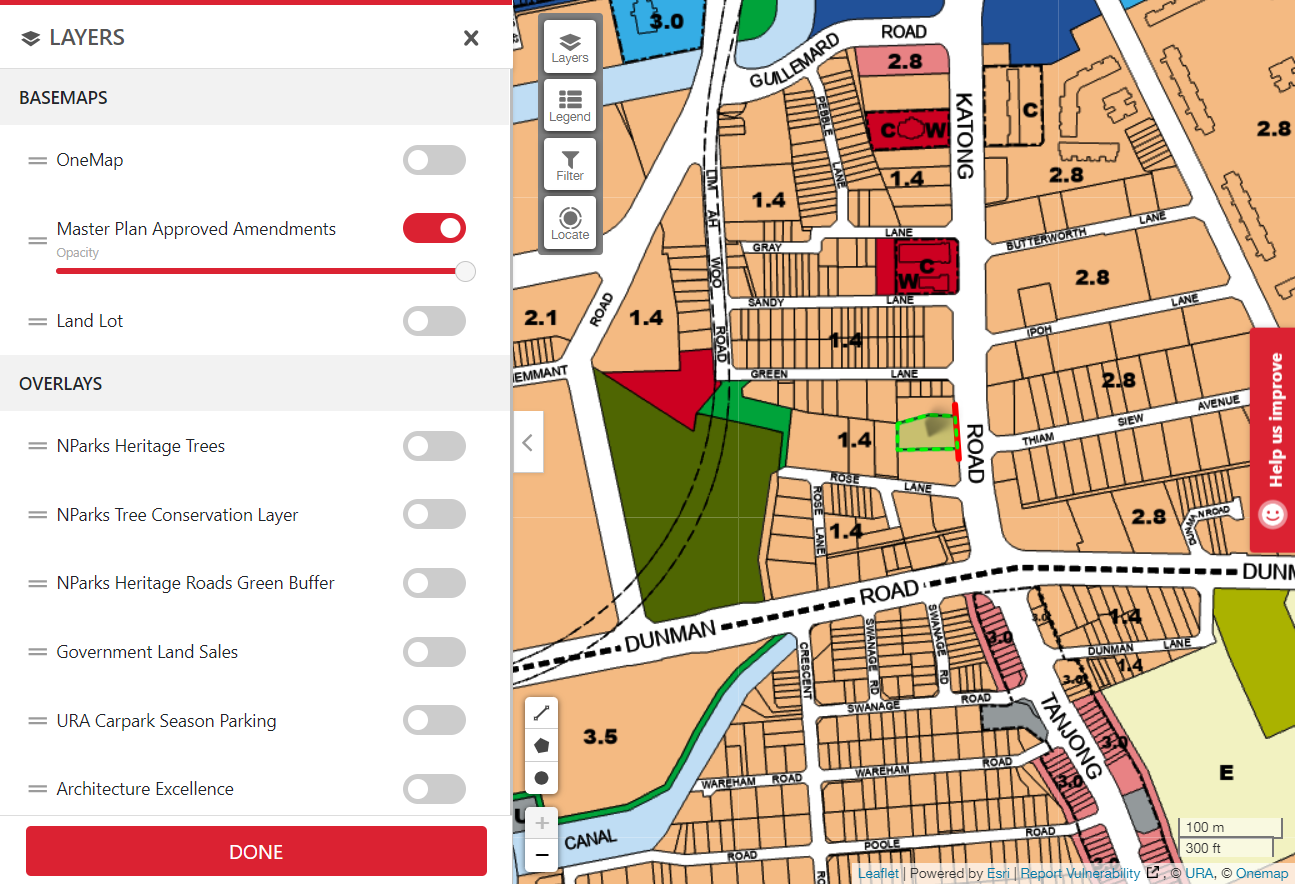 LAYERS
BASEMAPS
OneMap
Master Plan Approved Amendments
Opacity
Land Lot
OVERLAYS
NParks Heritage Trees
NParks Tree Conservation Layer
NParks Heritage Roads Green Buffer
Government Land Sales
URA Carpark Season Parking
Architecture Excellence
DONE
Layers
Legend
Filter
Locate
3.0
ROAD
GUILLEMARD
2.8
KATONG
C
2.8
PEBBLE
LANE
C W
1.4
2.8
LIM AH WOO ROAD
1.4
LANE
BUTTERWORTH
LANE
GRAY
C
W
2.8
SANDY
LANE
IPOH
LANE
2.1
ROAD
1.4
1.4
EMMANT
GREEN
LANE
2.8
THIAM
SIEW
AVENUE
1.4
ROAD
ROSE
LANE
ROSE LANE
1.4
2.8
DUNMAN ROAD
DUNMAN
ROAD
DUNM
3.0
3.0
1.4
SWANAGE RD
SWANAGE RD
DUNMAN
LANE
1.4
3.0
CRESCENT
SWANAGE
ROAD
TANJONG
3.5
3.0
E
WAREHAM
ROAD
WAREHAM
ROAD
3.0
U
CANAL
ROAD
POOLE
ROAD
3.0
Help us improve
100 m
300 ft
Leaflet | Powered by Esri | Report Vulnerability , © URA, © Onemap